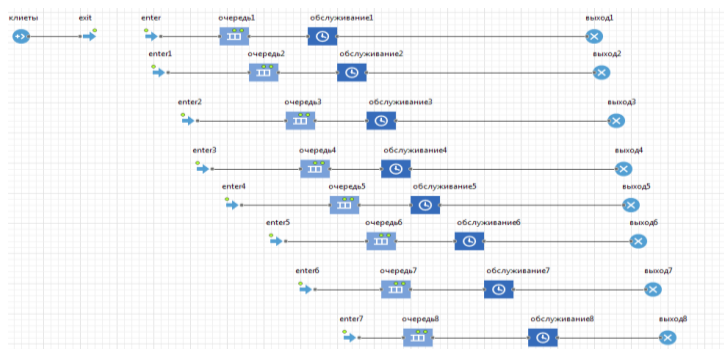 клиеты exit enter очередь1 обслуживание1 выход1
enter1 очередь2 обслуживание2 выход2
enter2 очередь3 обслуживание3 выход3
enter3 очередь4 обслуживание4 выход4
enter4 очередь5 обслуживание5 выход5
enter5 очередь6 обслуживание6 выход6
enter6 очередь7 обслуживание7 выход7
enter7 очередь8 обслуживание8 выход8